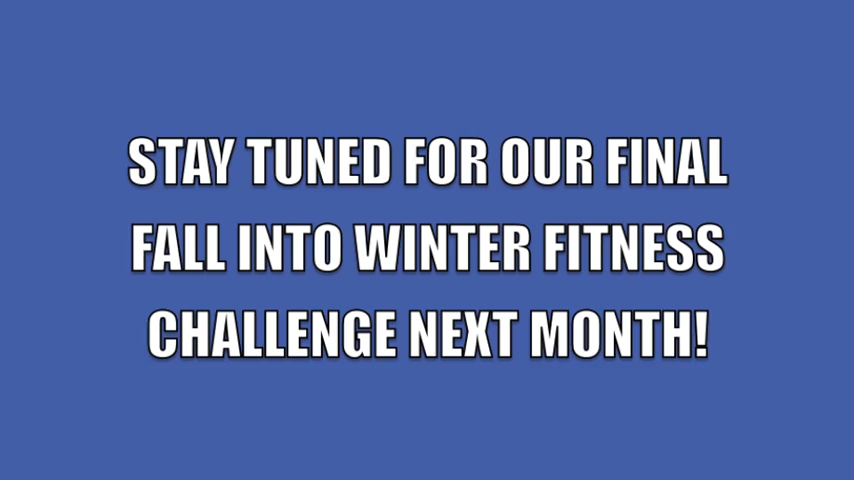 STAY TUNED FOR OUR FINAL
FALL INTO WINTER FITNESS
CHALLENGE NEXT MONTH!